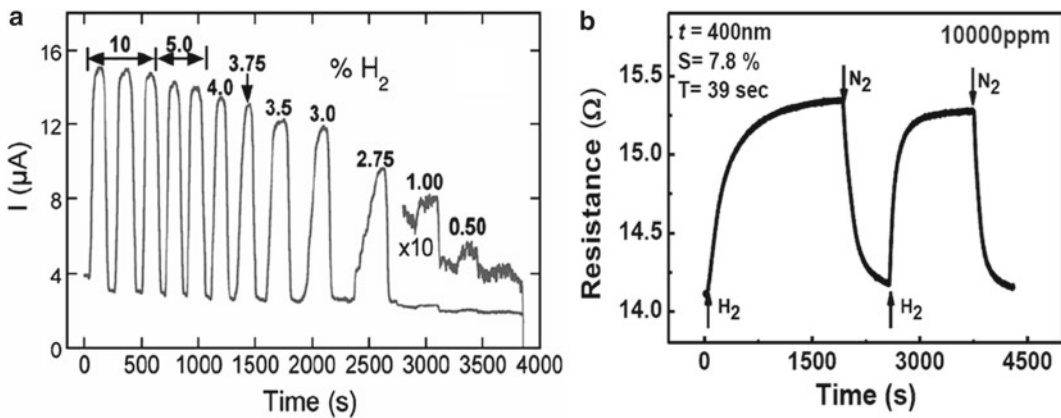 a
16
12
8
4
0
I (µA)
10
5.0
4.0
3.75
3.5
3.0
2.75
1.00
0.50
x10
% H2
0 500 1000 1500 2000 2500 3000 3500 4000
Time (s)
b
t = 400nm
S= 7.8 %
T= 39 sec
10000ppm
15.5
15.0
14.5
14.0
Resistance (Ω)
N2
N2
H2
H2
0 1500 3000 4500
Time (s)